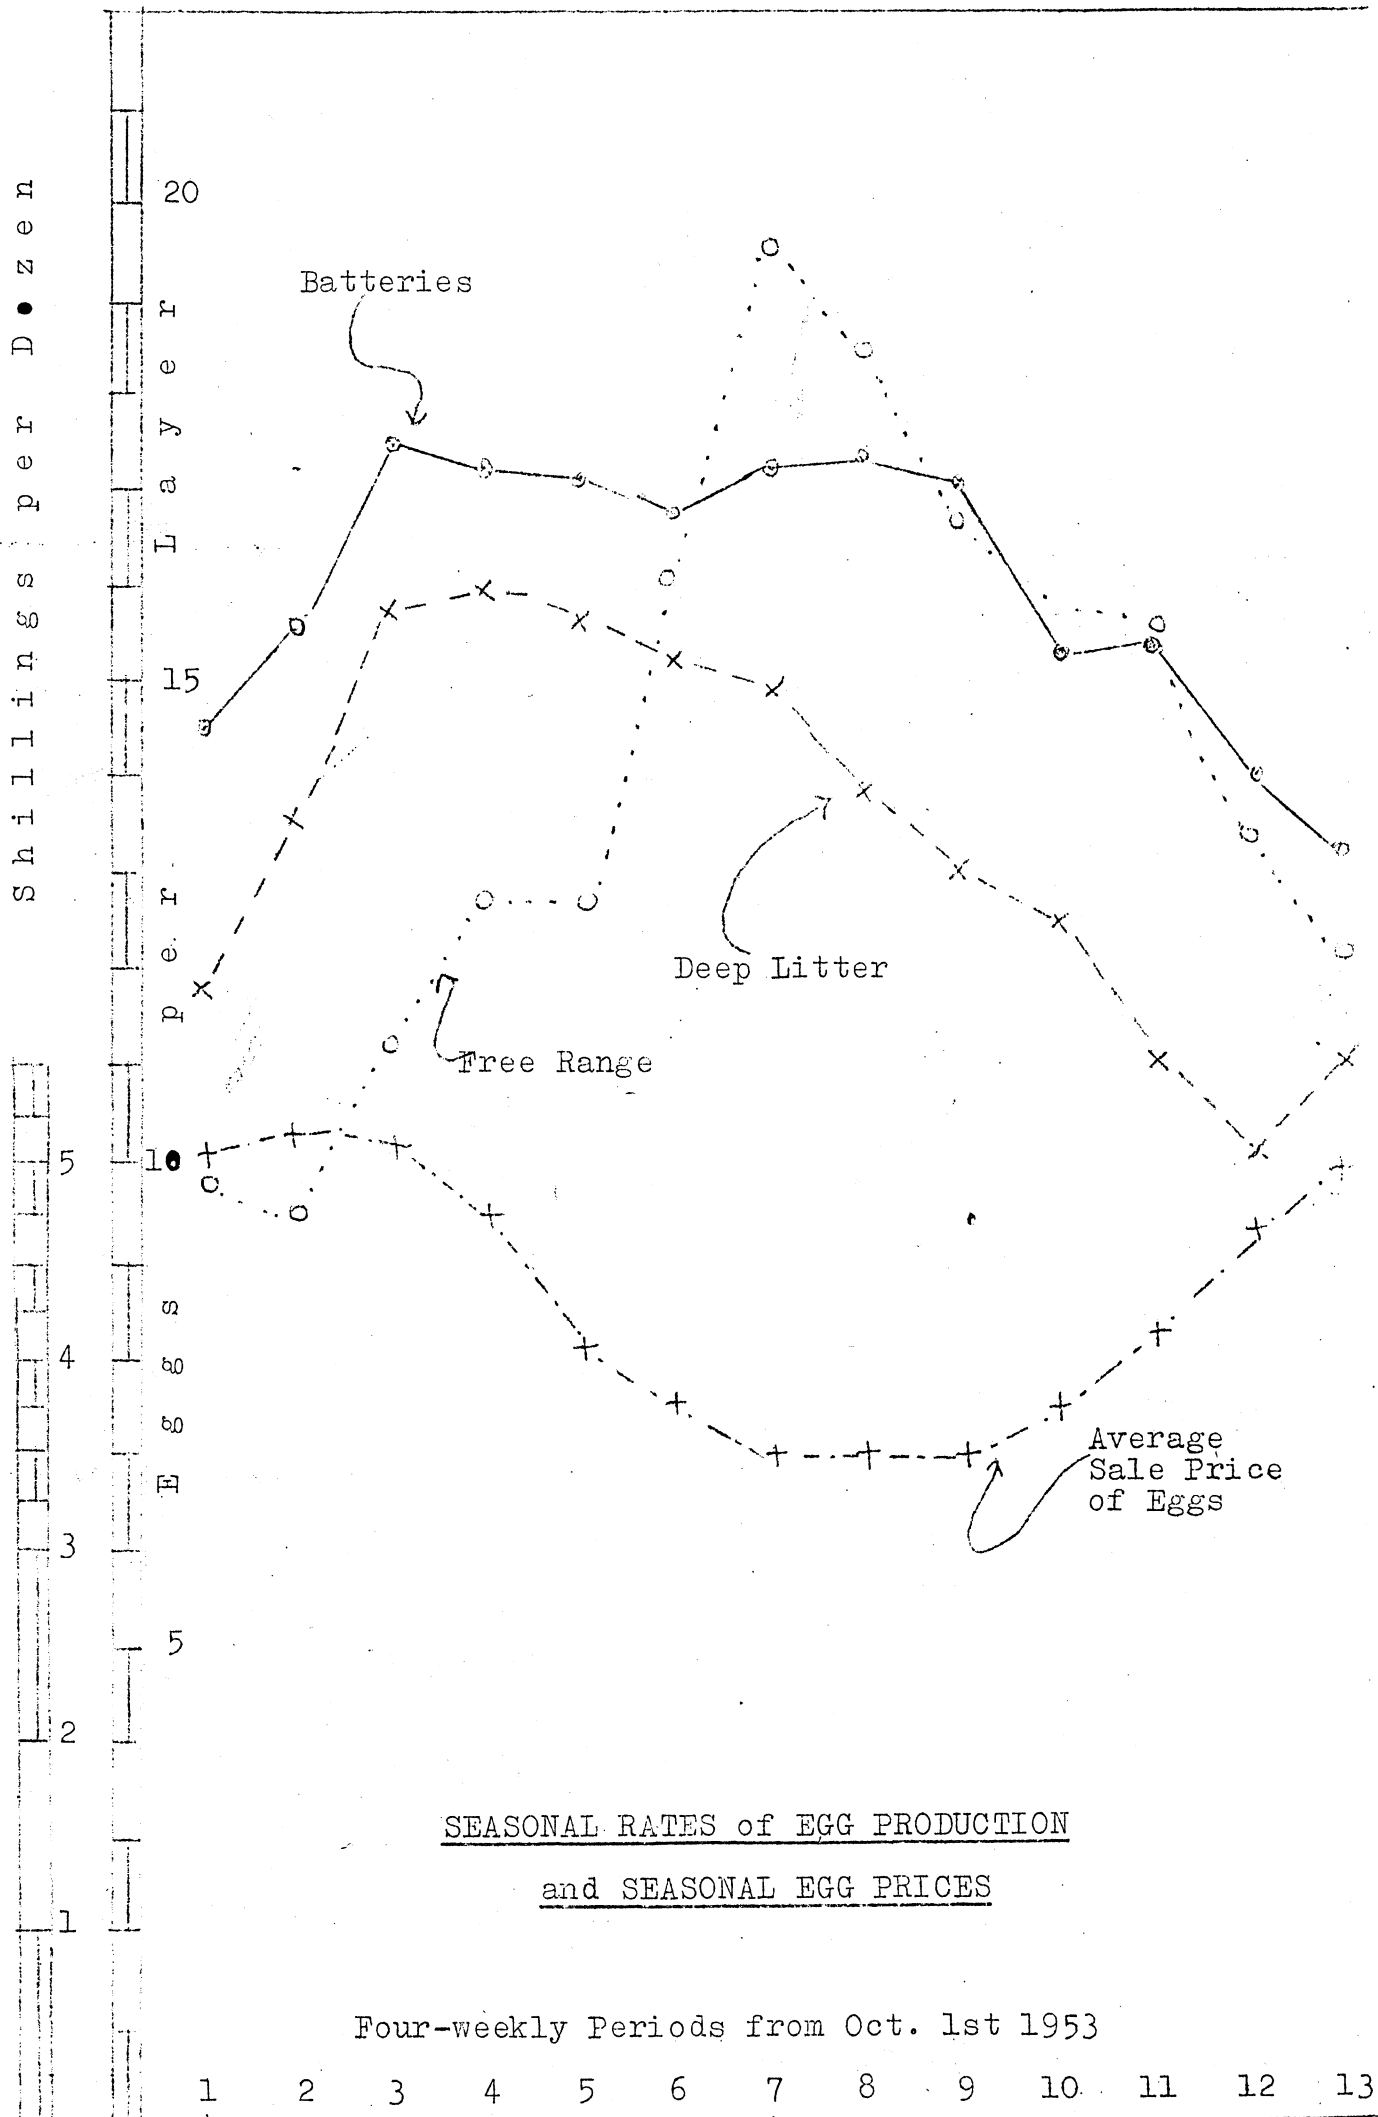 Shillings per Dozen
Eggs per Layer
20
15
10
5
5
4
3
2
1
Batteries
Deep Litter
Free Range
Average
Sale Price
of Eggs
SEASONAL RATES of EGG PRODUCTION
and SEASONAL EGG PRICES
Four-weekly Periods from Oct. 1st 1953
1 2 3 4 5 6 7 8 9 10 11 12 13